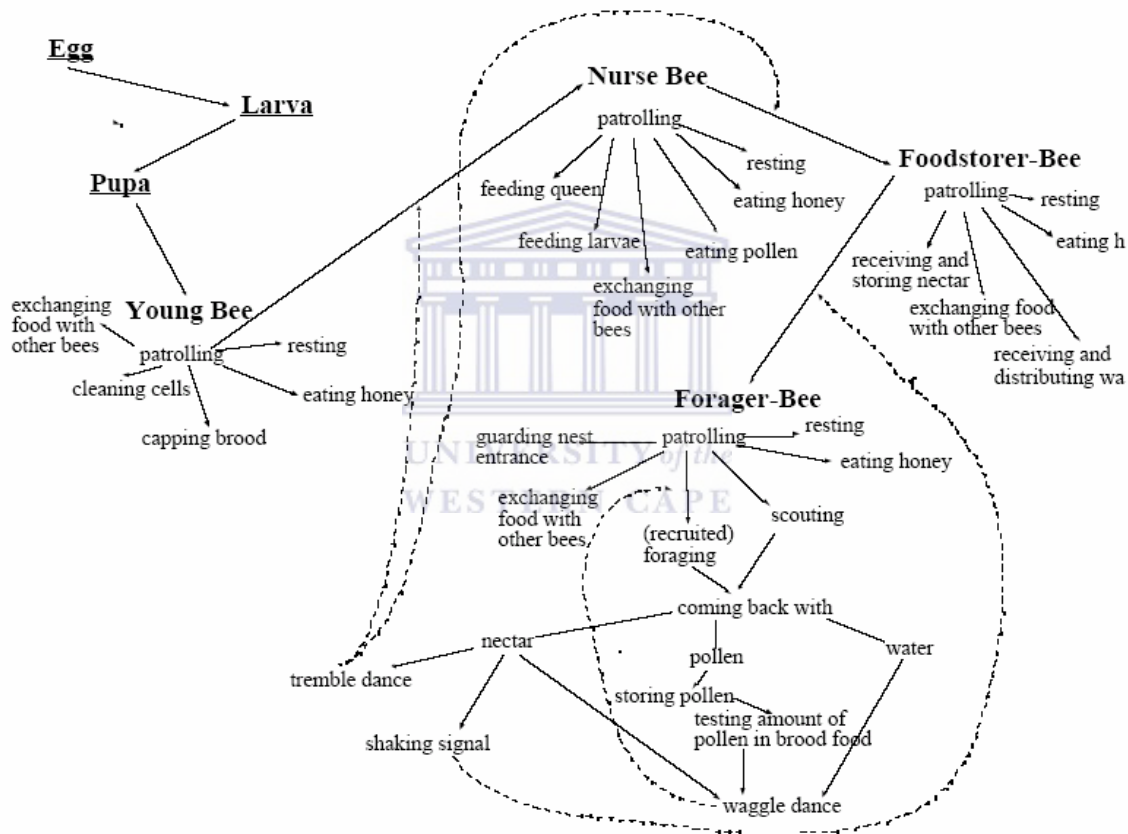 Egg
Larva
Pupa
Young Bee
exchanging
food with
other bees
patrolling
resting
cleaning cells
eating honey
capping brood
Nurse Bee
patrolling
resting
feeding queen
eating honey
feeding larvae
eating pollen
exchanging
food with other
bees
Foodstorer-Bee
patrolling
resting
eating h
receiving and
storing nectar
exchanging food
with other bees
receiving and
distributing wa
Forager-Bee
guarding nest
entrance
patrolling
resting
eating honey
exchanging
food with
other bees
(recruited)
foraging
scouting
coming back with
nectar
pollen
water
tremble dance
storing pollen
testing amount of
pollen in brood food
shaking signal
waggle dance
UNIVERSITY of the
WESTERN CAPE